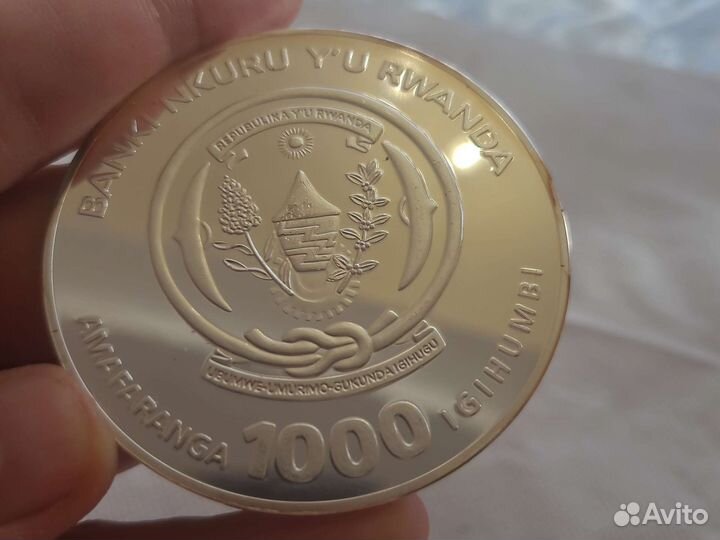 BANKI NKURU Y'U RWANDA
REPUBULIKA Y'U RWANDA
UBUMWE-UMURIMO-GUKUNDA IGIHUGU
AMAFARANGA 1000 IGIHUMBI
Avito